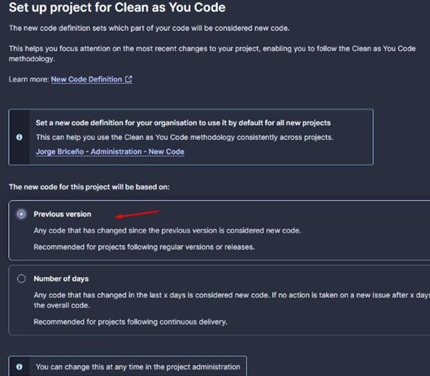 Set up project for Clean as You Code
The new code definition sets which part of your code will be considered new code.
This helps you focus attention on the most recent changes to your project, enabling you to follow the Clean as You Code
methodology.
Learn more: New Code Definition
Set a new code definition for your organisation to use it by default for all new projects
This can help you use the Clean as You Code methodology consistently across projects.
Jorge Briceño - Administration - New Code
The new code for this project will be based on:
Previous version
Any code that has changed since the previous version is considered new code.
Recommended for projects following regular versions or releases.
Number of days
Any code that has changed in the last x days is considered new code. If no action is taken on a new issue after x days
the overall code.
Recommended for projects following continuous delivery.
You can change this at any time in the project administration